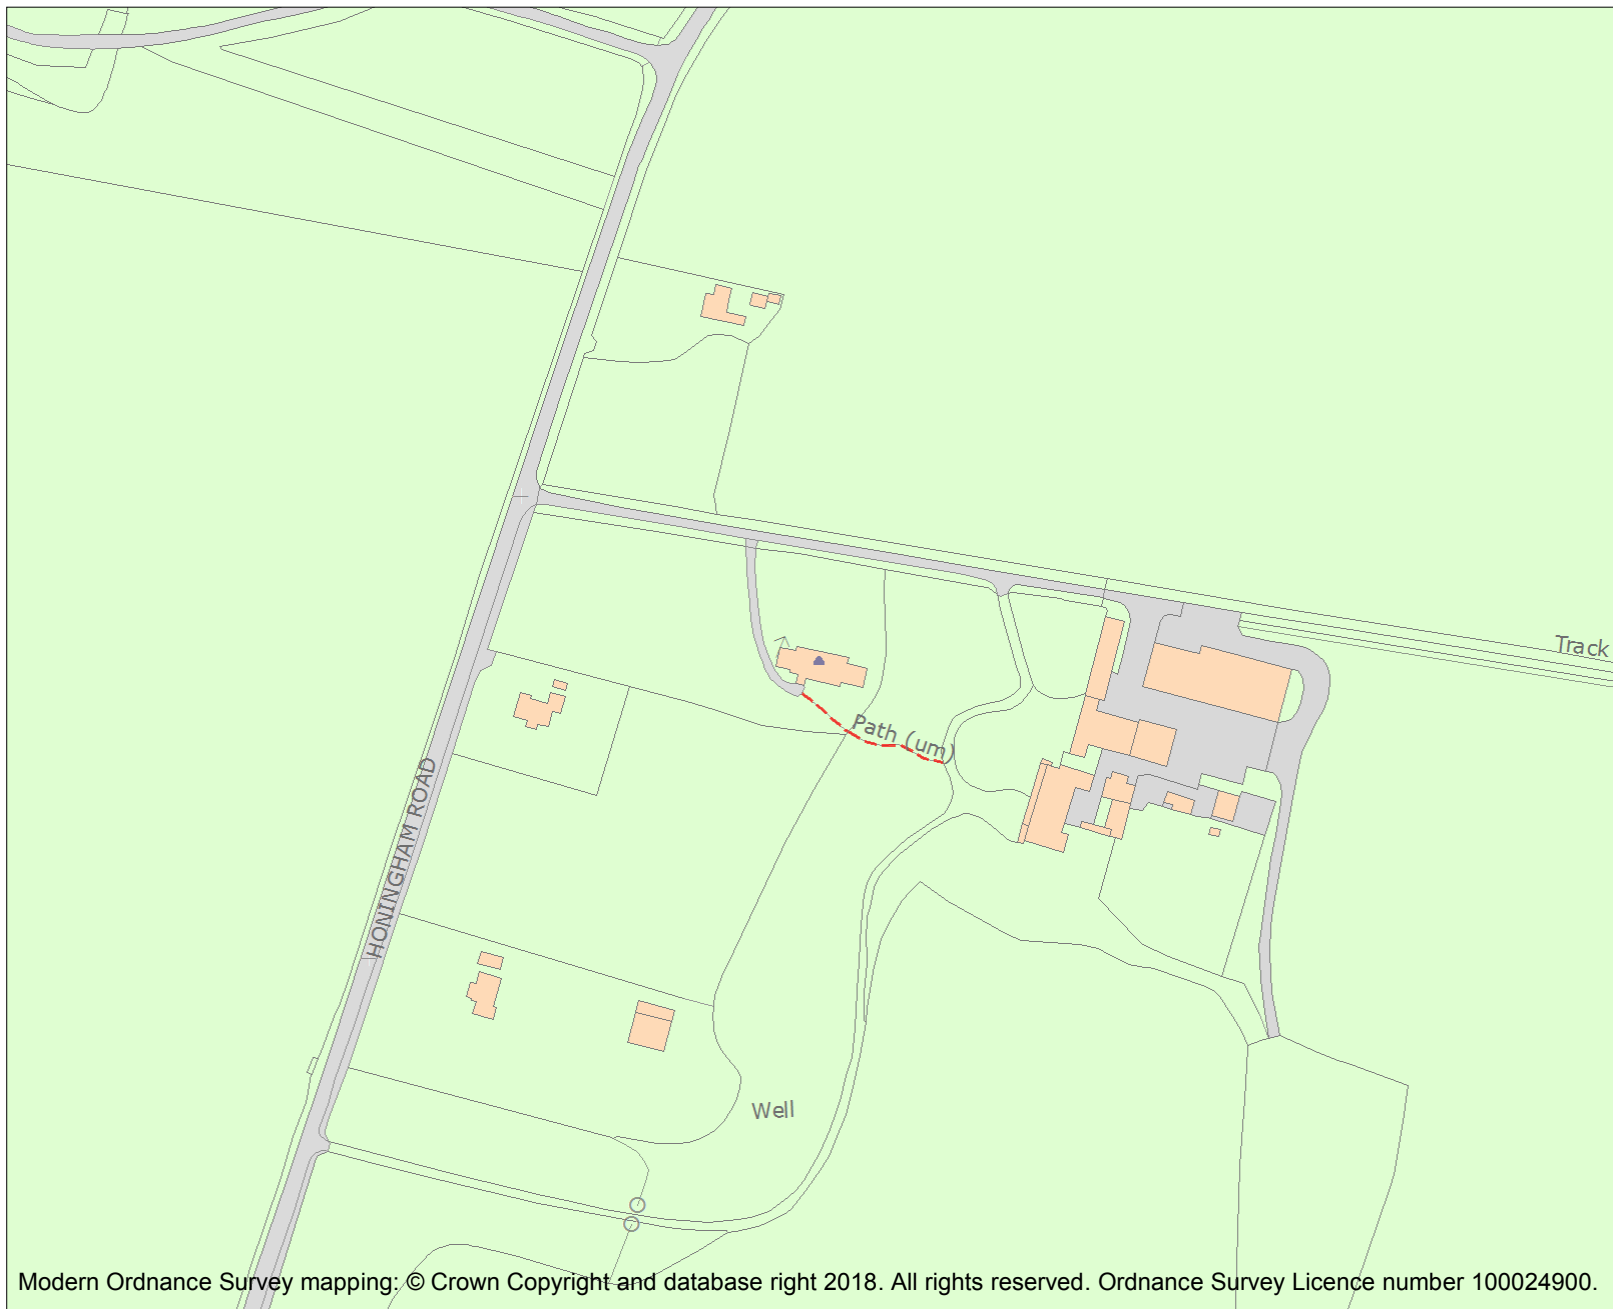 Track
Path (um)
HONINGHAM ROAD
Well
Modern Ordnance Survey mapping: © Crown Copyright and database right 2018. All rights reserved. Ordnance Survey Licence number 100024900.